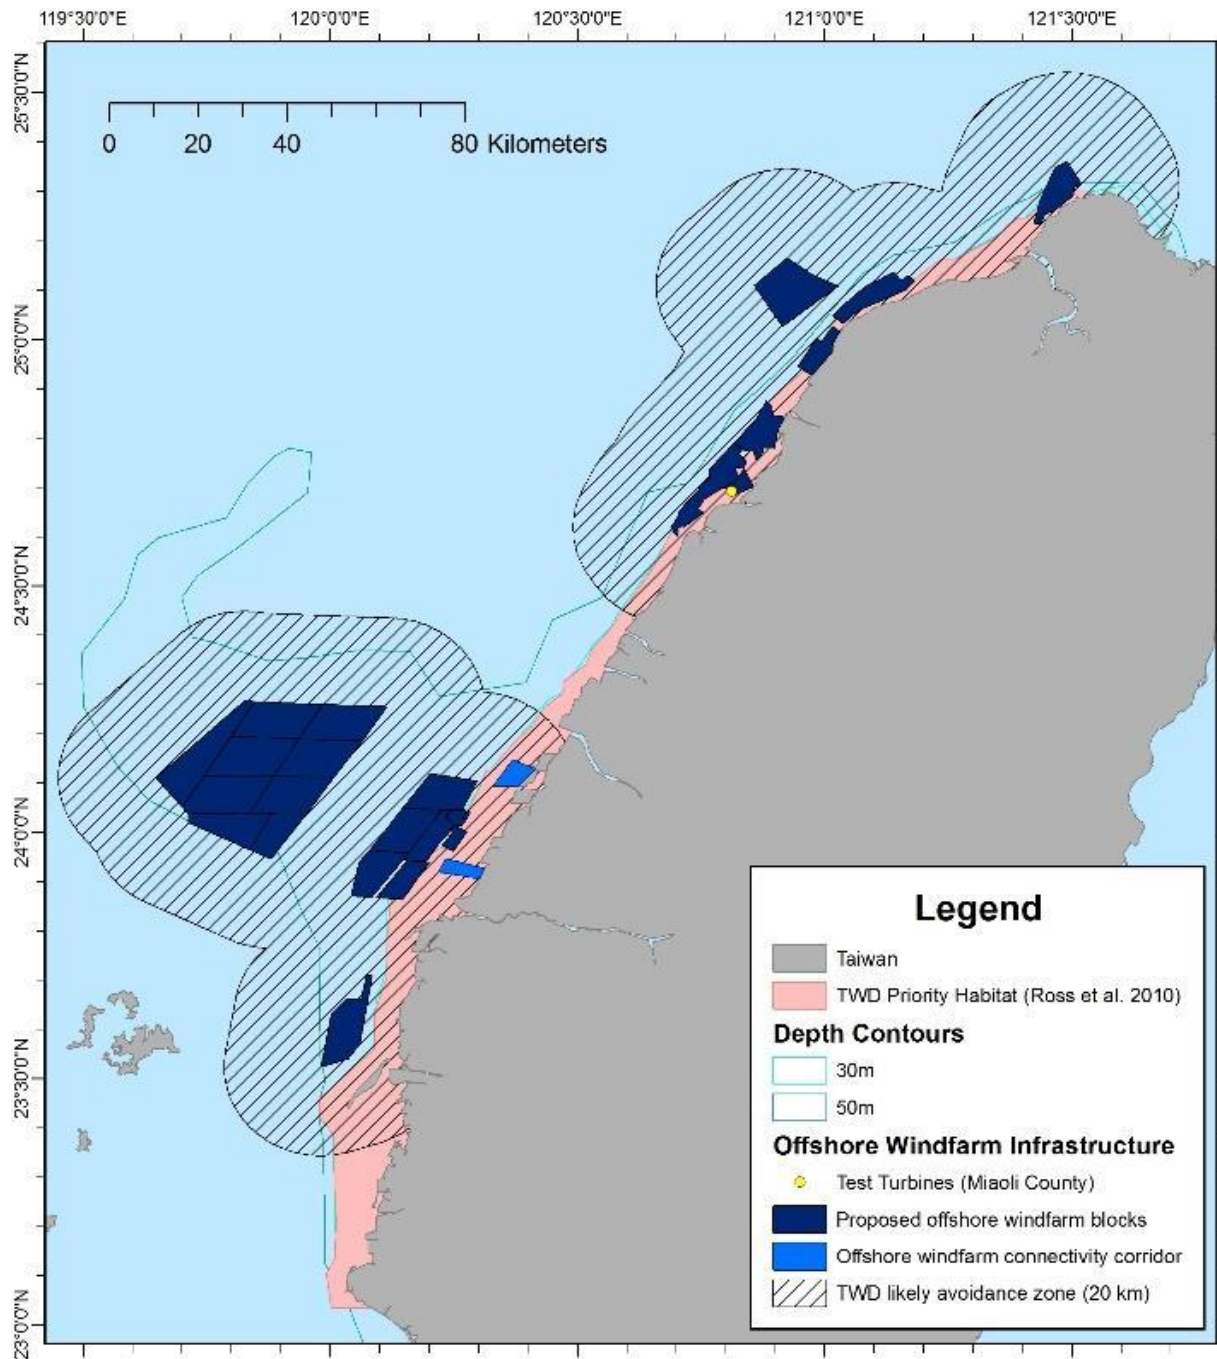 119°30'0"E 120°0'0"E 120°30'0"E 121°0'0"E 121°30'0"E
25°30'0"N
0 20 40 80 Kilometers
25°0'0"N
24°30'0"N
24°0'0"N
23°30'0"N
23°0'0"N
Legend
Taiwan
TWD Priority Habitat (Ross et al. 2010)
Depth Contours
30m
50m
Offshore Windfarm Infrastructure
Test Turbines (Miaoli County)
Proposed offshore windfarm blocks
Offshore windfarm connectivity corridor
TWD likely avoidance zone (20 km)